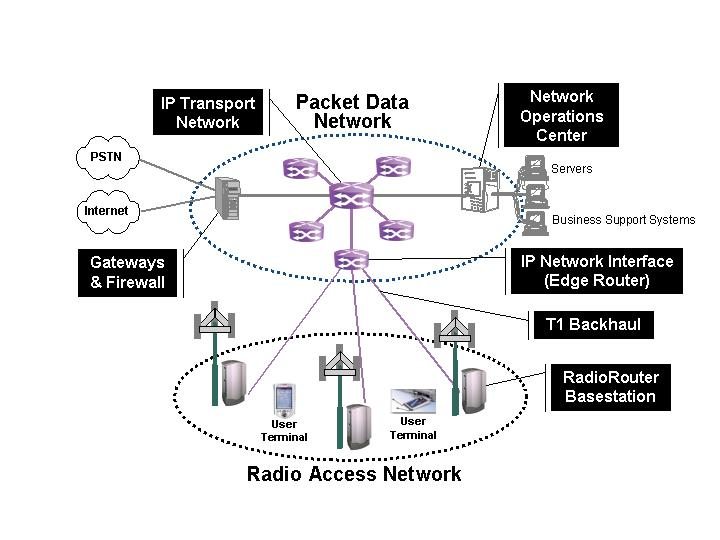 IP Transport
Network
Packet Data
Network
Network
Operations
Center
PSTN
Servers
Internet
Business Support Systems
Gateways
& Firewall
IP Network Interface
(Edge Router)
T1 Backhaul
RadioRouter
Basestation
User
Terminal
User
Terminal
Radio Access Network